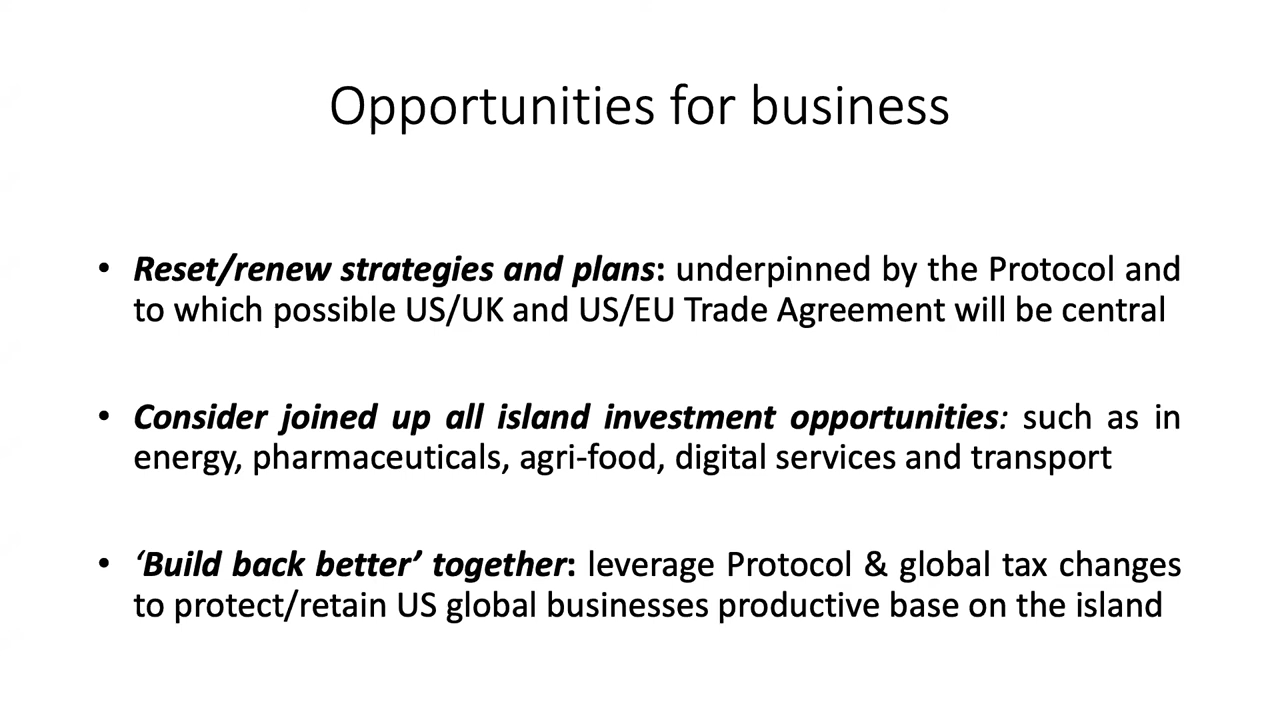 Opportunities for business
• Reset/renew strategies and plans: underpinned by the Protocol and
to which possible US/UK and US/EU Trade Agreement will be central
• Consider joined up all island investment opportunities: such as in
energy, pharmaceuticals, agri-food, digital services and transport
• ‘Build back better’ together: leverage Protocol & global tax changes
to protect/retain US global businesses productive base on the island